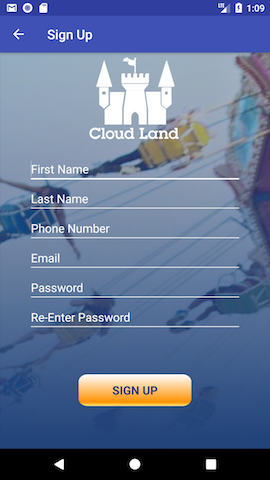 1:09
Sign Up
Cloud Land
First Name
Last Name
Phone Number
Email
Password
Re-Enter Password
SIGN UP